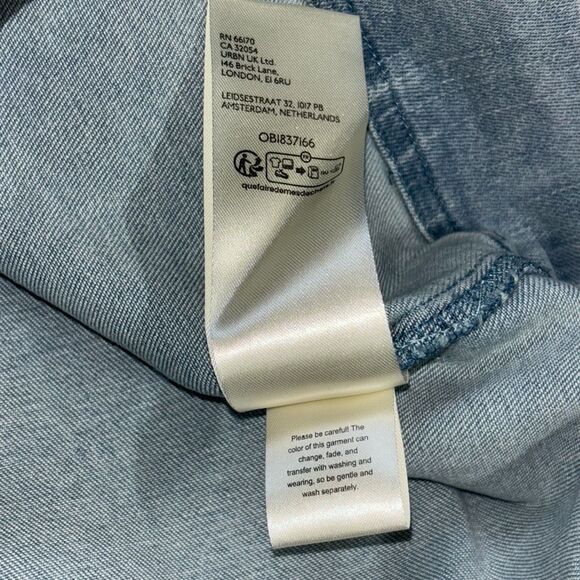 RN 66170
CA 32054
URBN UK Ltd.
146 Brick Lane,
LONDON, E1 6RU
LEIDSESTRAAT 32, 1017 PB
AMSTERDAM, NETHERLANDS
OB1837166
FR
OU
quefairedemesdechets.fr
Please be careful! The
color of this garment can
change, fade, and
transfer with washing and
wearing, so be gentle and
wash separately.